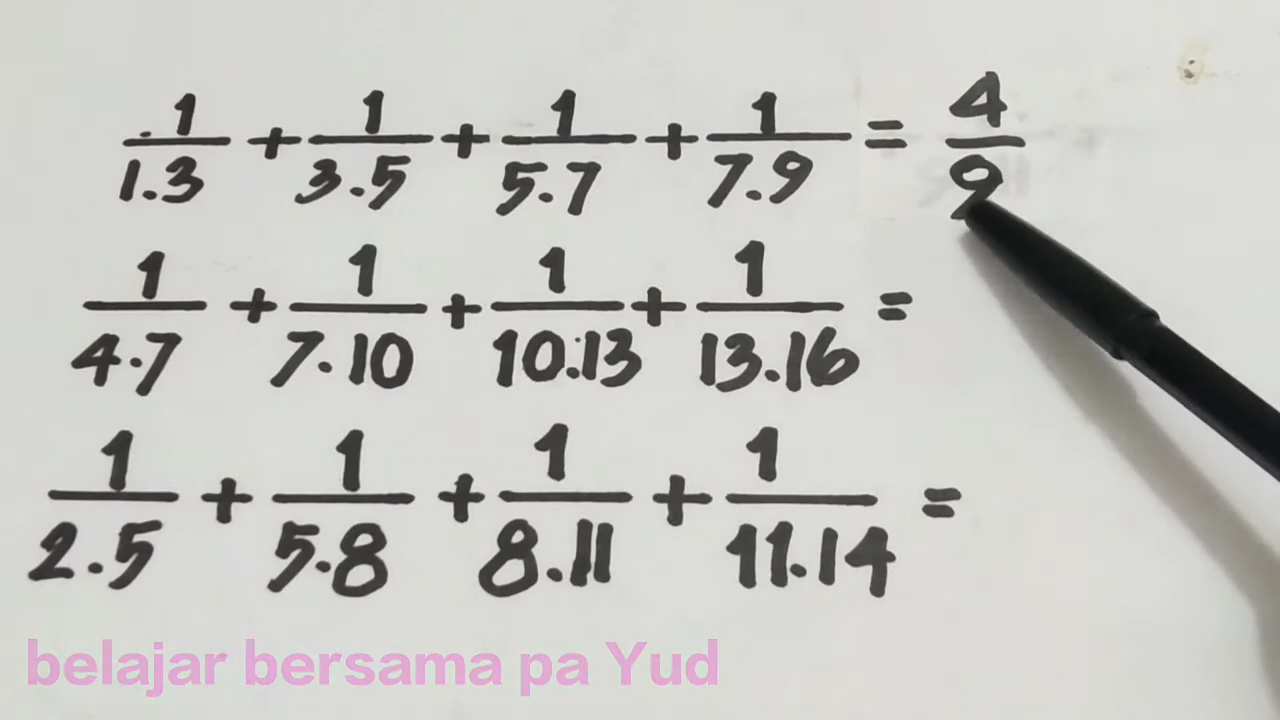 1/1.3 + 1/3.5 + 1/5.7 + 1/7.9 = 4/9
1/4.7 + 1/7.10 + 1/10.13 + 1/13.16 =
1/2.5 + 1/5.8 + 1/8.11 + 1/11.14 =
belajar bersama pa Yud